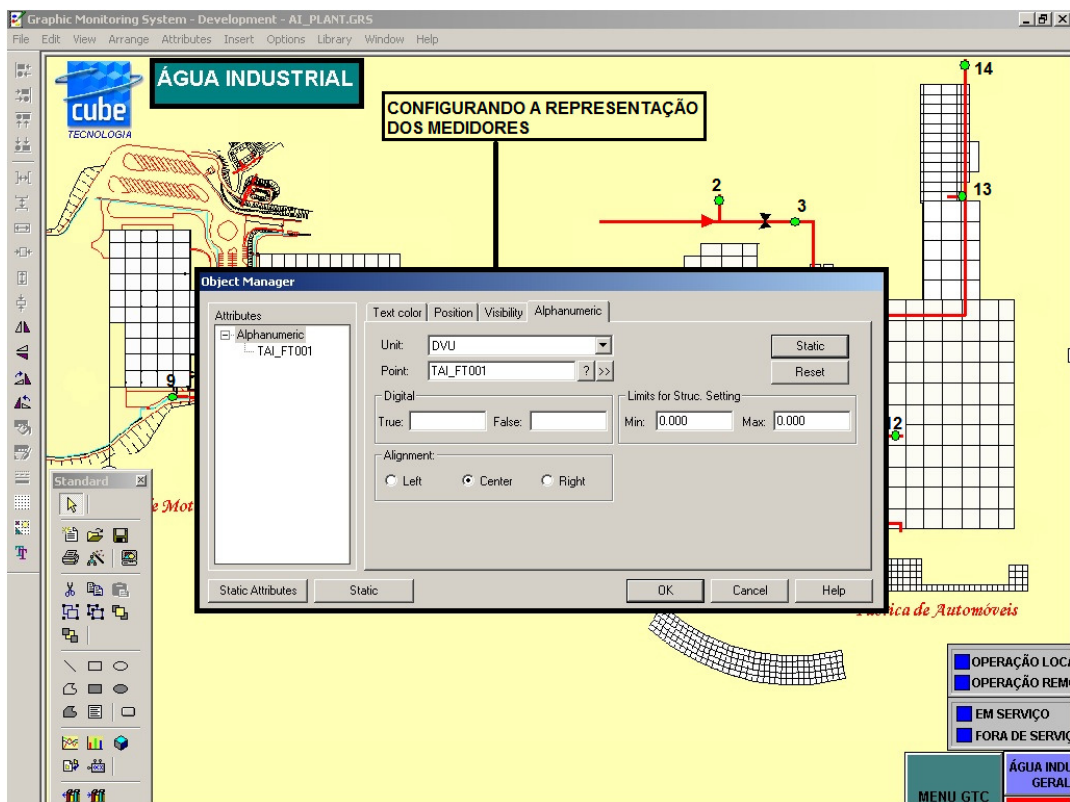 Graphic Monitoring System - Development - AI_PLANT.GRS
File Edit View Arrange Attributes Insert Options Library Window Help
cube
TECNOLOGIA
ÁGUA INDUSTRIAL
CONFIGURANDO A REPRESENTAÇÃO
DOS MEDIDORES
14
13
2
3
9
12
Object Manager
Attributes
Alphanumeric
TAI_FT001
Text color Position Visibility Alphanumeric
Unit: DVU Static
Point: TAI_FT001 ? >> Reset
Digital
True: False:
Limits for Struc. Setting
Min: 0.000 Max: 0.000
Alignment:
Left Center Right
Static Attributes Static OK Cancel Help
Standard
e Mot
Fábrica de Automóveis
OPERAÇÃO LOCA
OPERAÇÃO REMO
EM SERVIÇO
FORA DE SERVIÇ
MENU GTC
ÁGUA INDU
GERAL